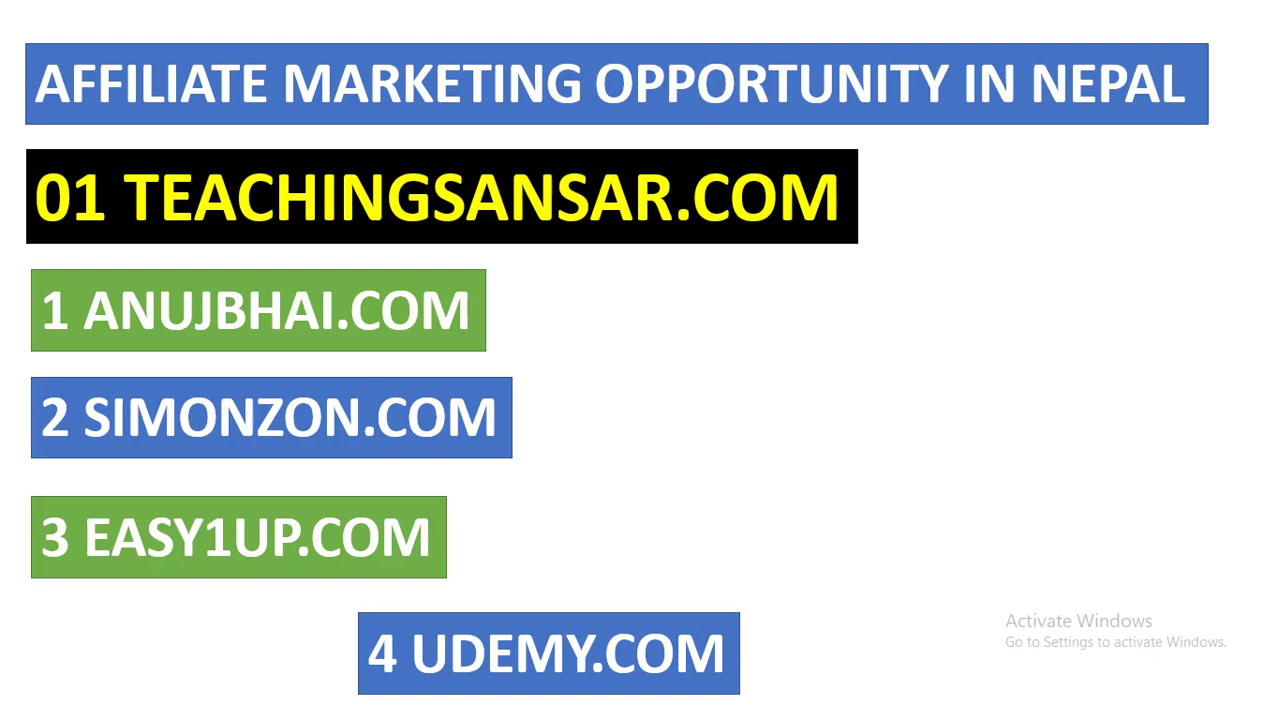 AFFILIATE MARKETING OPPORTUNITY IN NEPAL
01 TEACHINGSANSAR.COM
1 ANUJBHAI.COM
2 SIMONZON.COM
3 EASY1UP.COM
4 UDEMY.COM
Activate Windows
Go to Settings to activate Windows.